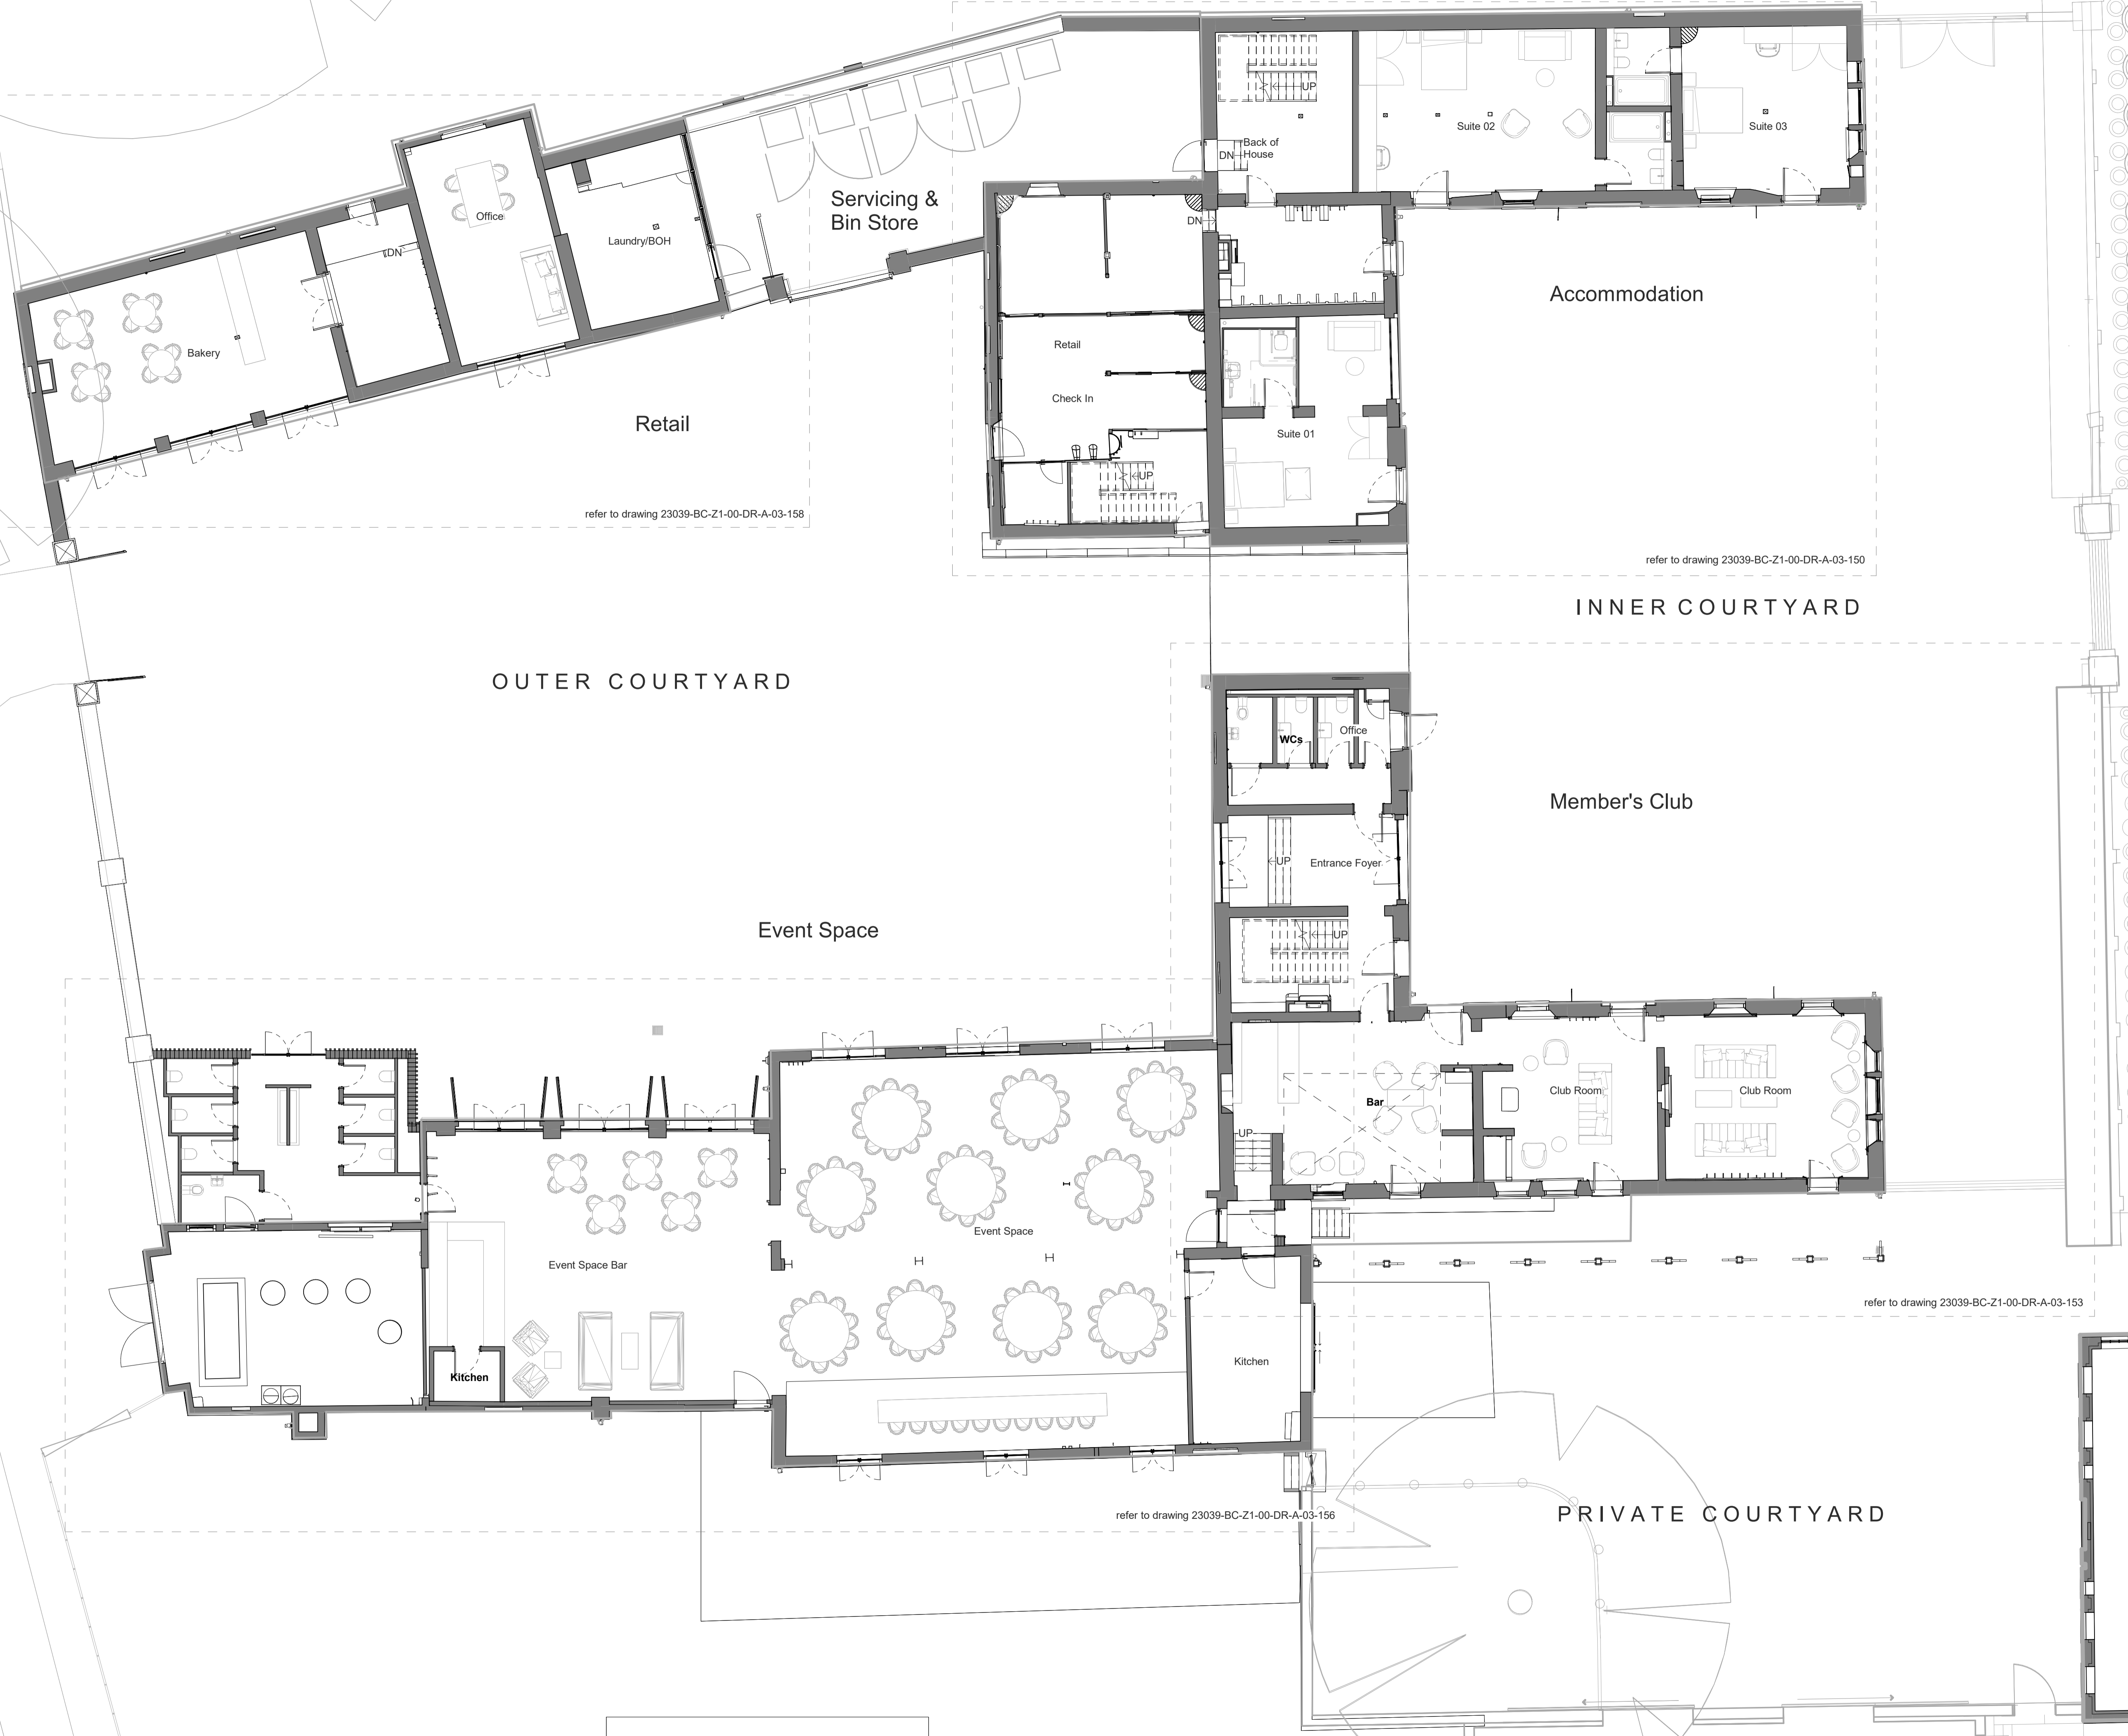 UP
Suite 02
Suite 03
Back of
DN House
Servicing &
Bin Store
Office
DN
Laundry/BOH
DN
Accommodation
Retail
Bakery
Check In
Retail
Suite 01
UP
refer to drawing 23039-BC-Z1-00-DR-A-03-158
refer to drawing 23039-BC-Z1-00-DR-A-03-150
INNER COURTYARD
OUTER COURTYARD
WCs
Office
Member's Club
UP
Entrance Foyer
Event Space
UP
Club Room
Club Room
Bar
UP
Event Space
Event Space Bar
refer to drawing 23039-BC-Z1-00-DR-A-03-153
Kitchen
Kitchen
refer to drawing 23039-BC-Z1-00-DR-A-03-156
PRIVATE COURTYARD